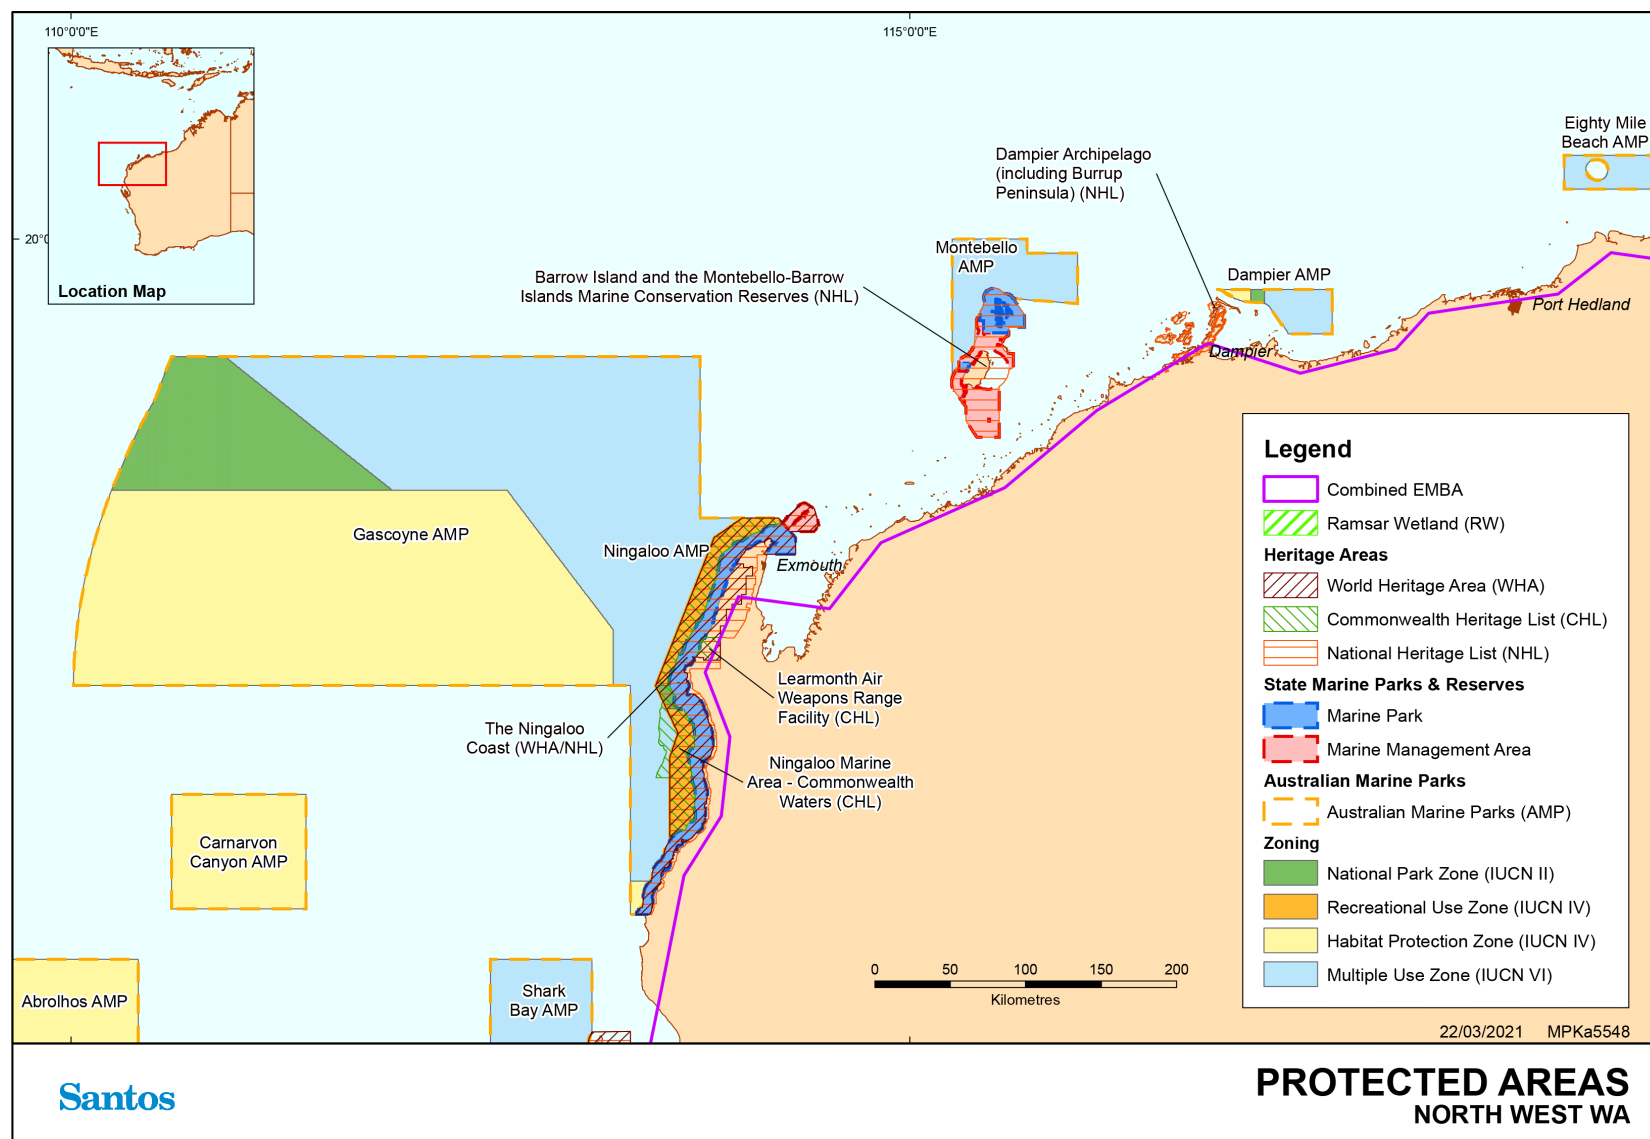 110°0'0"E
115°0'0"E
20°0
Location Map
Eighty Mile
Beach AMP
Dampier Archipelago
(including Burrup
Peninsula) (NHL)
Montebello
AMP
Barrow Island and the Montebello-Barrow
Islands Marine Conservation Reserves (NHL)
Dampier AMP
Port Hedland
Dampier
Gascoyne AMP
Ningaloo AMP
Exmouth
Learmonth Air
Weapons Range
Facility (CHL)
The Ningaloo
Coast (WHA/NHL)
Ningaloo Marine
Area - Commonwealth
Waters (CHL)
Carnarvon
Canyon AMP
Abrolhos AMP
Shark
Bay AMP
0 50 100 150 200
Kilometres
Legend
Combined EMBA
Ramsar Wetland (RW)
Heritage Areas
World Heritage Area (WHA)
Commonwealth Heritage List (CHL)
National Heritage List (NHL)
State Marine Parks & Reserves
Marine Park
Marine Management Area
Australian Marine Parks
Australian Marine Parks (AMP)
Zoning
National Park Zone (IUCN II)
Recreational Use Zone (IUCN IV)
Habitat Protection Zone (IUCN IV)
Multiple Use Zone (IUCN VI)
22/03/2021 MPKa5548
Santos
PROTECTED AREAS
NORTH WEST WA